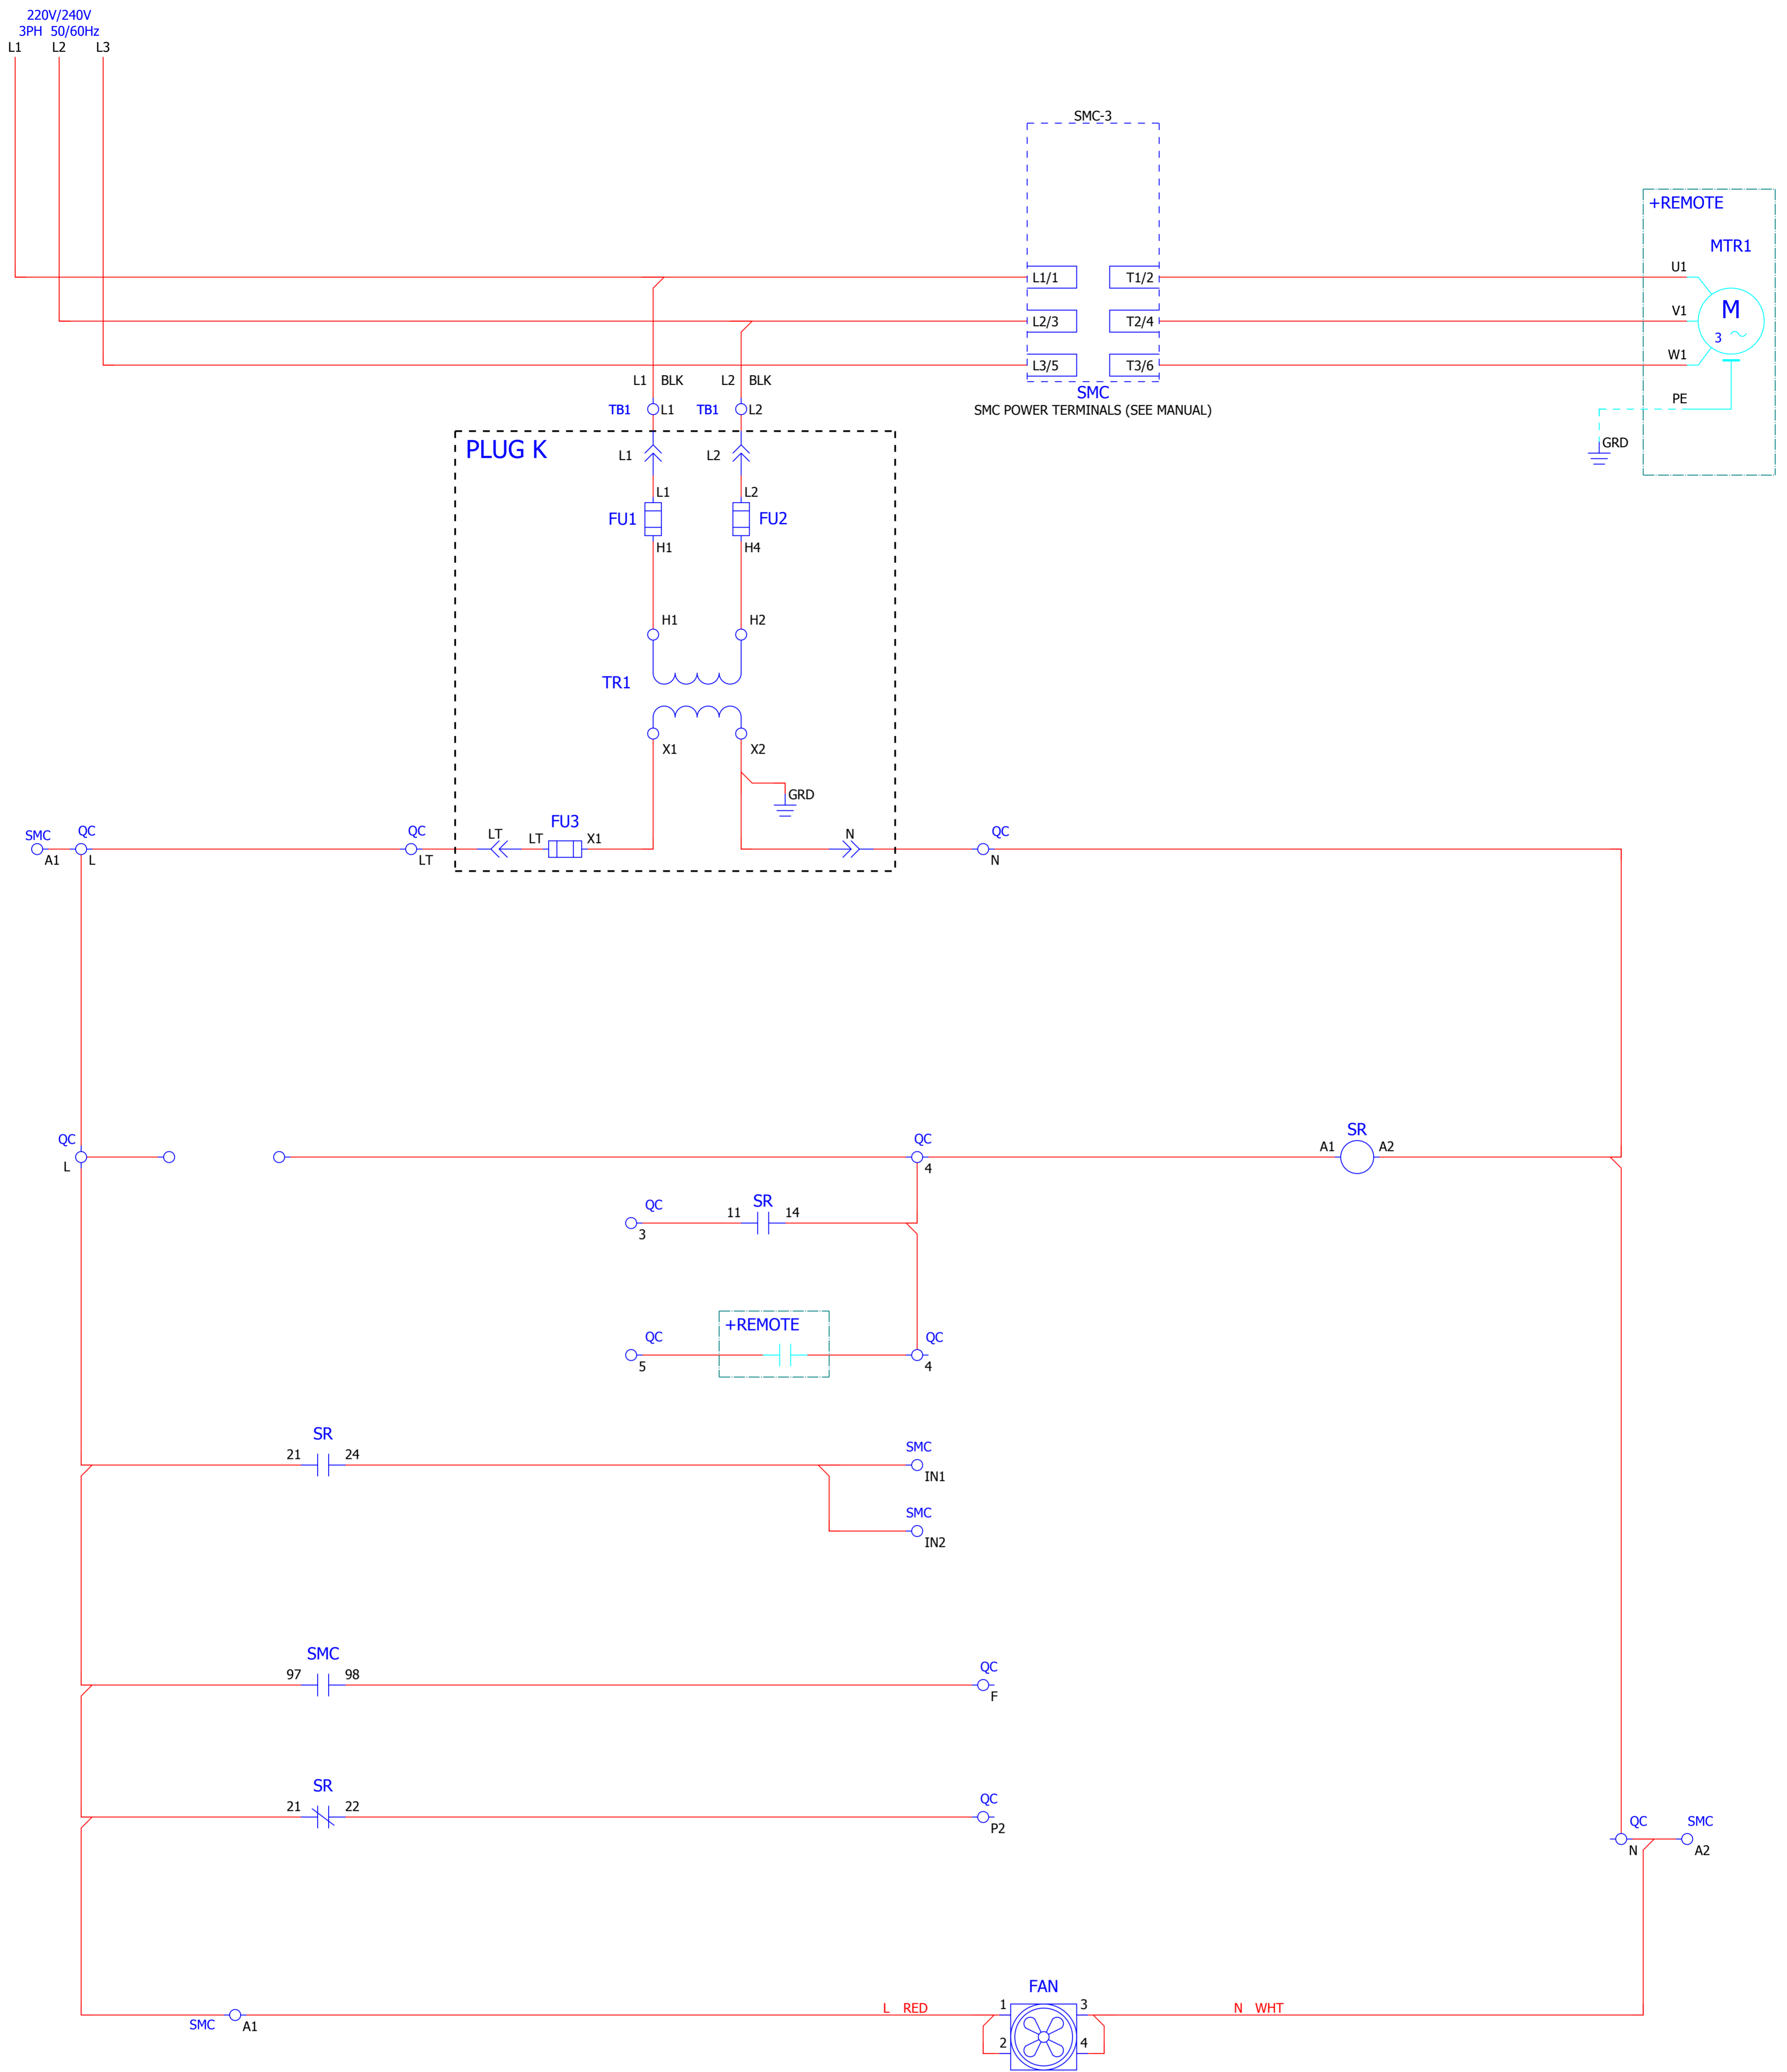 220V/240V
3PH 50/60Hz
L1 L2 L3
SMC-3
+REMOTE
MTR1
L1/1 T1/2 U1
L2/3 T2/4 V1
M
3
L3/5 T3/6 W1
L1 BLK L2 BLK
SMC
PE
TB1 L1 TB1 L2
SMC POWER TERMINALS (SEE MANUAL)
GRD
PLUG K
L1 L2
L1 L2
FU1 FU2
H1 H4
H1 H2
TR1
X1 X2
GRD
FU3
SMC QC QC LT LT X1 N QC
A1 L LT N
QC QC SR
A1 A2
L 4
QC SR
11 14
3
+REMOTE
QC QC
5 4
SR
21 24 SMC
IN1
SMC
IN2
SMC
97 98 QC
F
SR
21 22 QC
P2
QC SMC
N A2
FAN
L RED 1 3 N WHT
SMC A1
2 4